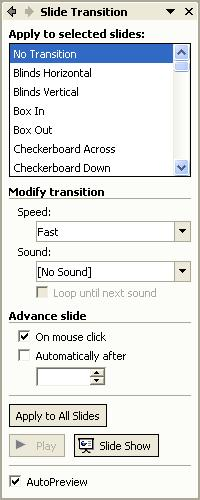 Slide Transition
Apply to selected slides:
No Transition
Blinds Horizontal
Blinds Vertical
Box In
Box Out
Checkerboard Across
Checkerboard Down
Modify transition
Speed:
Fast
Sound:
[No Sound]
Loop until next sound
Advance slide
On mouse click
Automatically after
Apply to All Slides
Play
Slide Show
AutoPreview